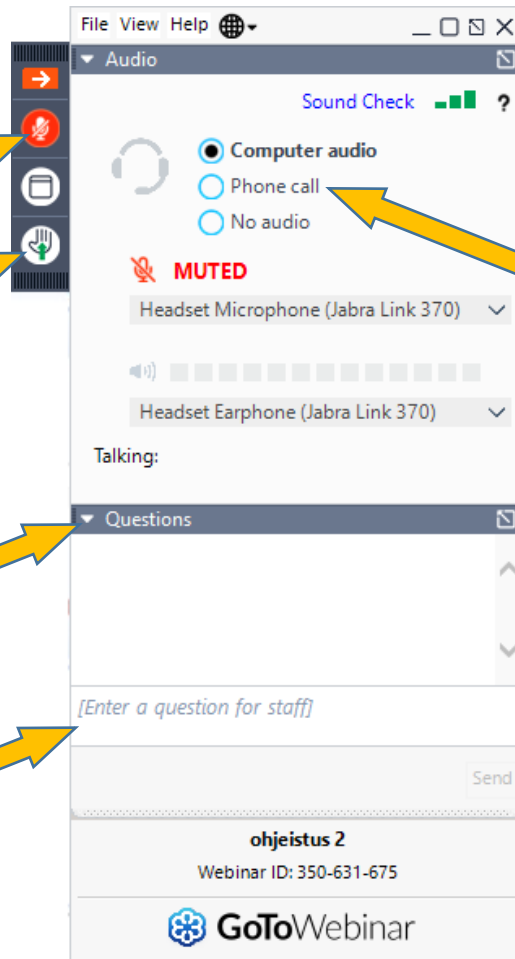 File View Help
Audio
Sound Check ?
Computer audio
Phone call
No audio
MUTED
Headset Microphone (Jabra Link 370)
Headset Earphone (Jabra Link 370)
Talking:
Questions
[Enter a question for staff]
Send
ohjeistus 2
Webinar ID: 350-631-675
GoToWebinar